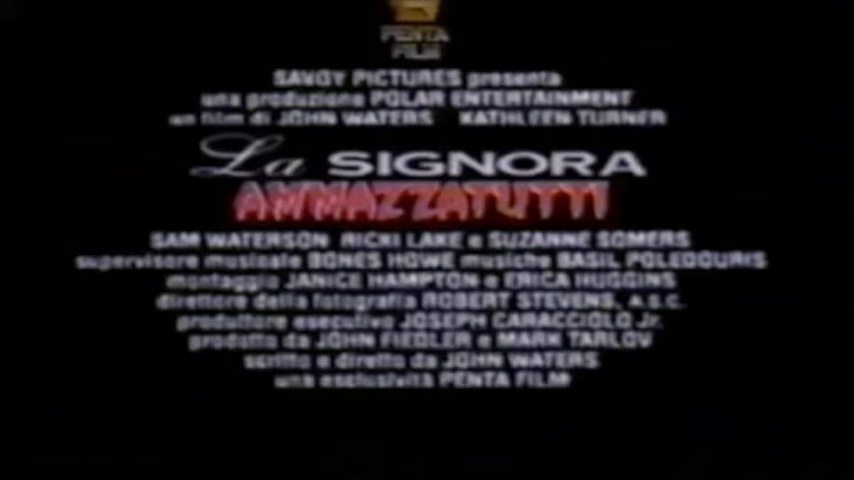 PENTA
FILM
SAVOY PICTURES presenta
una produzione POLAR ENTERTAINMENT
un film di JOHN WATERS KATHLEEN TURNER
La SIGNORA
AMMAZZATUTTI
SAM WATERSON RICKI LAKE e SUZANNE SOMERS
supervisore musicale BONES HOWE musiche BASIL POLEDOURIS
montaggio JANICE HAMPTON e ERICA HUGGINS
direttore della fotografia ROBERT STEVENS, A.S.C.
produttore esecutivo JOSEPH CARACCIOLO Jr.
prodotto da JOHN FIEDLER e MARK TARLOV
scritto e diretto da JOHN WATERS
una esclusività PENTA FILM